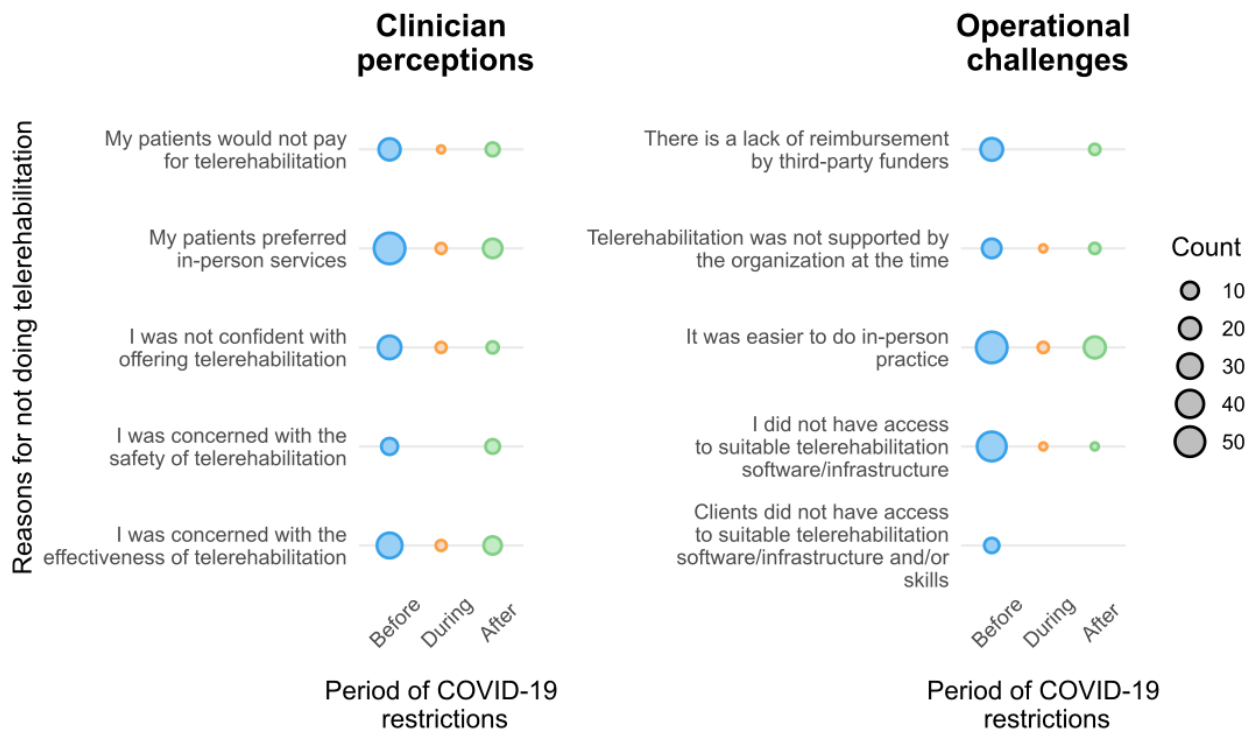 Clinician
perceptions
Operational
challenges
Reasons for not doing telerehabilitation
My patients would not pay
for telerehabilitation
My patients preferred
in-person services
I was not confident with
offering telerehabilitation
I was concerned with the
safety of telerehabilitation
I was concerned with the
effectiveness of telerehabilitation
Before
During
After
Period of COVID-19
restrictions
There is a lack of reimbursement
by third-party funders
Telerehabilitation was not supported by
the organization at the time
It was easier to do in-person
practice
I did not have access
to suitable telerehabilitation
software/infrastructure
Clients did not have access
to suitable telerehabilitation
software/infrastructure and/or
skills
Before
During
After
Period of COVID-19
restrictions
Count
10
20
30
40
50